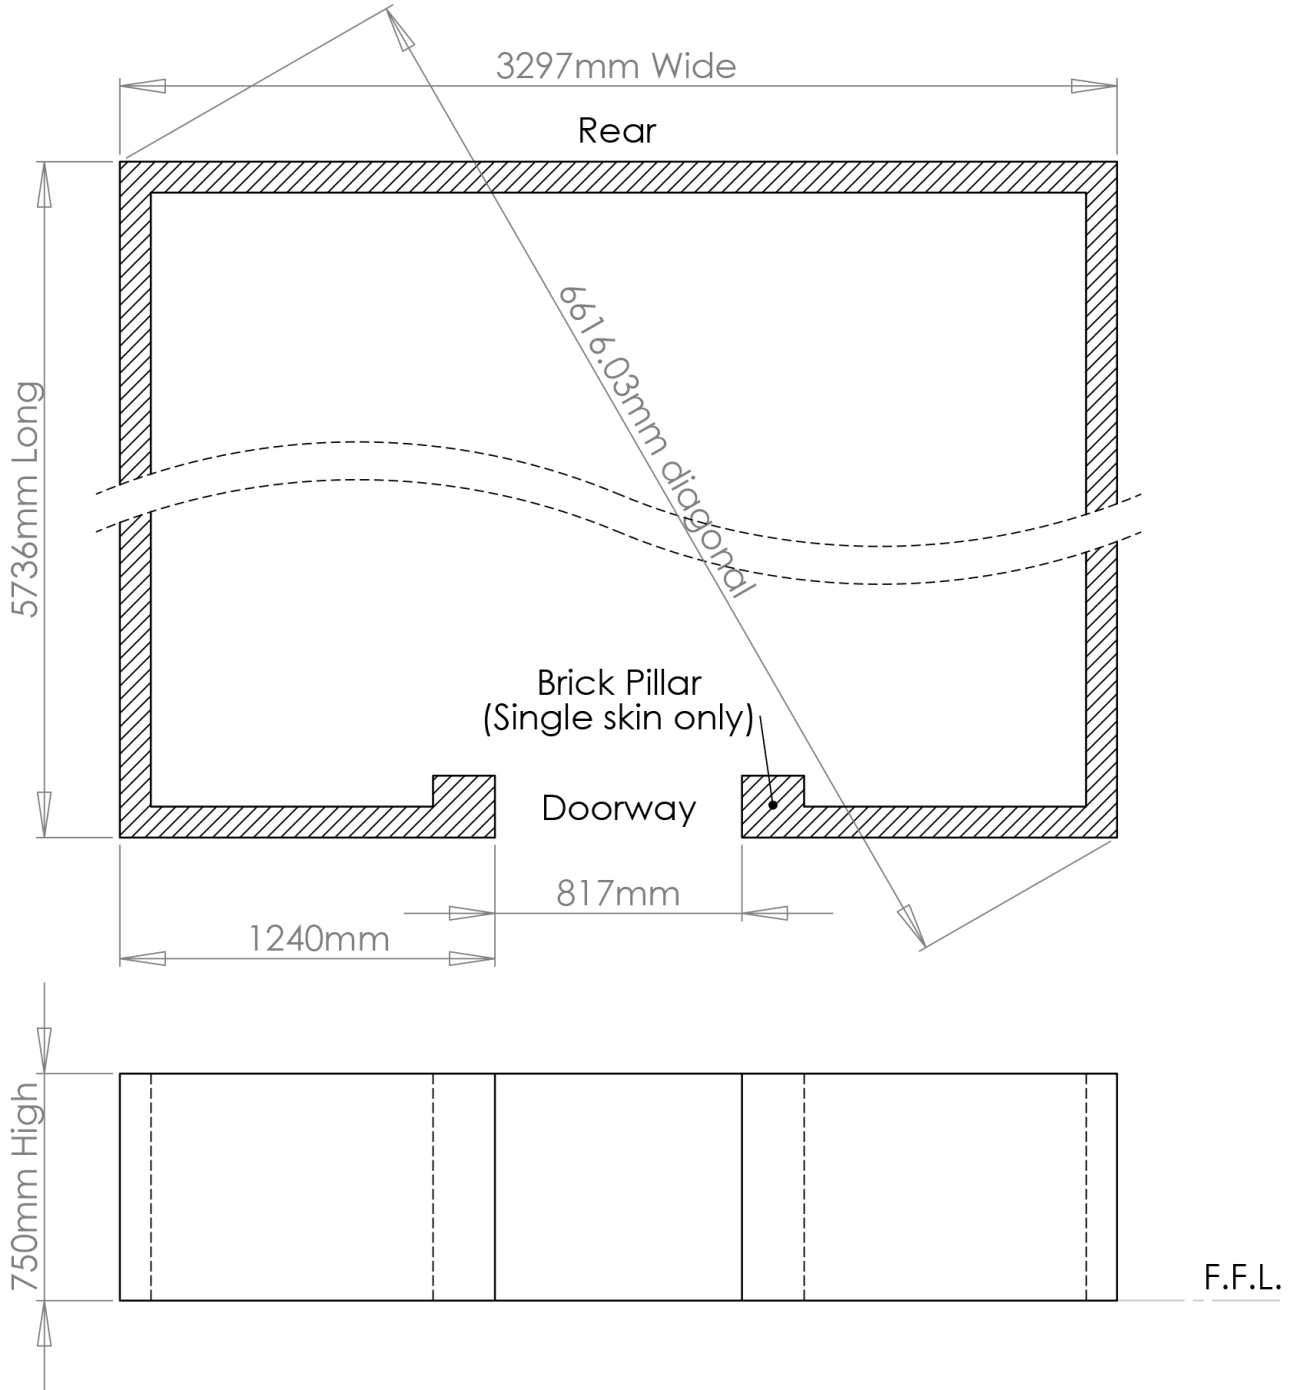 3297mm Wide
Rear
6616.03mm diagonal
5736mm Long
Brick Pillar
(Single skin only)
Doorway
817mm
1240mm
750mm High
F.F.L.